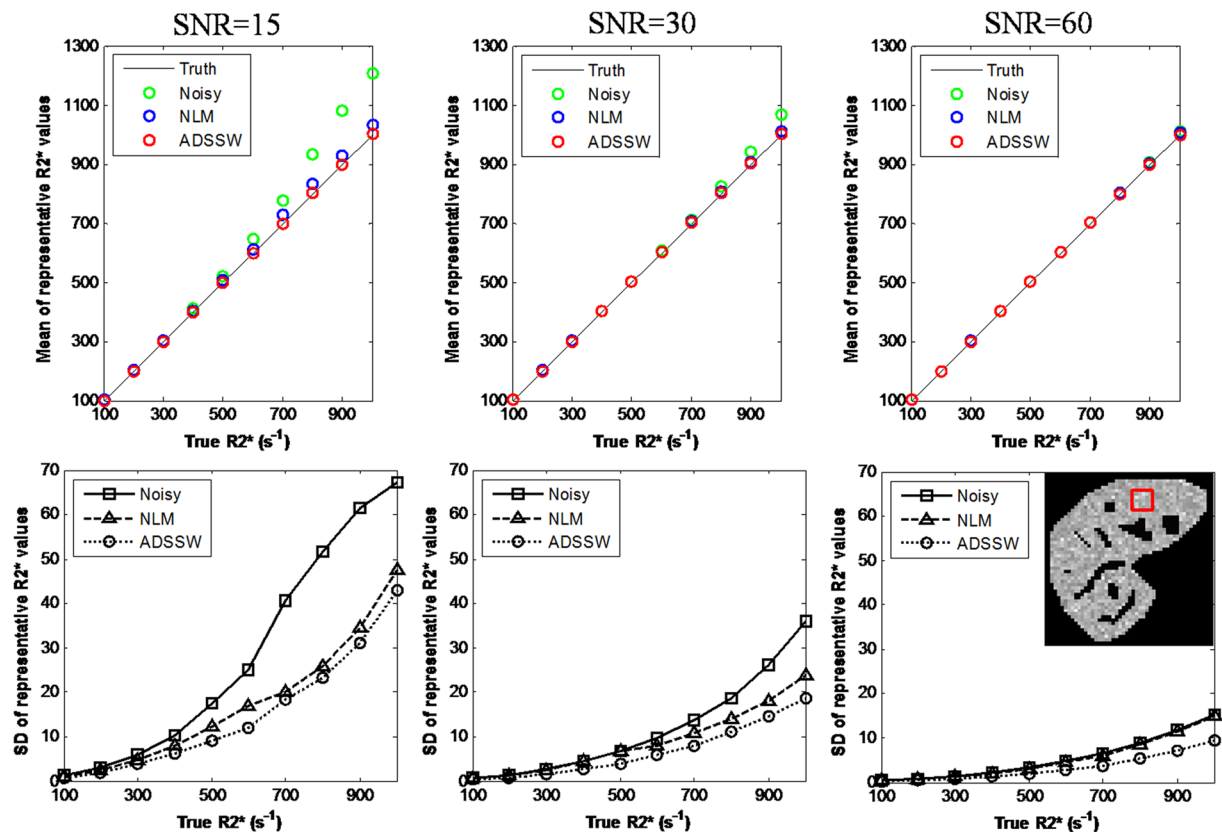 SNR=15
SNR=30
SNR=60
1300
1100
900
700
500
300
100
Mean of representative R2* values
Truth
Noisy
NLM
ADSSW
100 300 500 700 900
True R2* (s⁻¹)
1300
1100
900
700
500
300
100
Mean of representative R2* values
Truth
Noisy
NLM
ADSSW
100 300 500 700 900
True R2* (s⁻¹)
1300
1100
900
700
500
300
100
Mean of representative R2* values
Truth
Noisy
NLM
ADSSW
100 300 500 700 900
True R2* (s⁻¹)
70
60
50
40
30
20
10
0
SD of representative R2* values
Noisy
NLM
ADSSW
100 300 500 700 900
True R2* (s⁻¹)
70
60
50
40
30
20
10
0
SD of representative R2* values
Noisy
NLM
ADSSW
100 300 500 700 900
True R2* (s⁻¹)
70
60
50
40
30
20
10
0
SD of representative R2* values
Noisy
NLM
ADSSW
100 300 500 700 900
True R2* (s⁻¹)